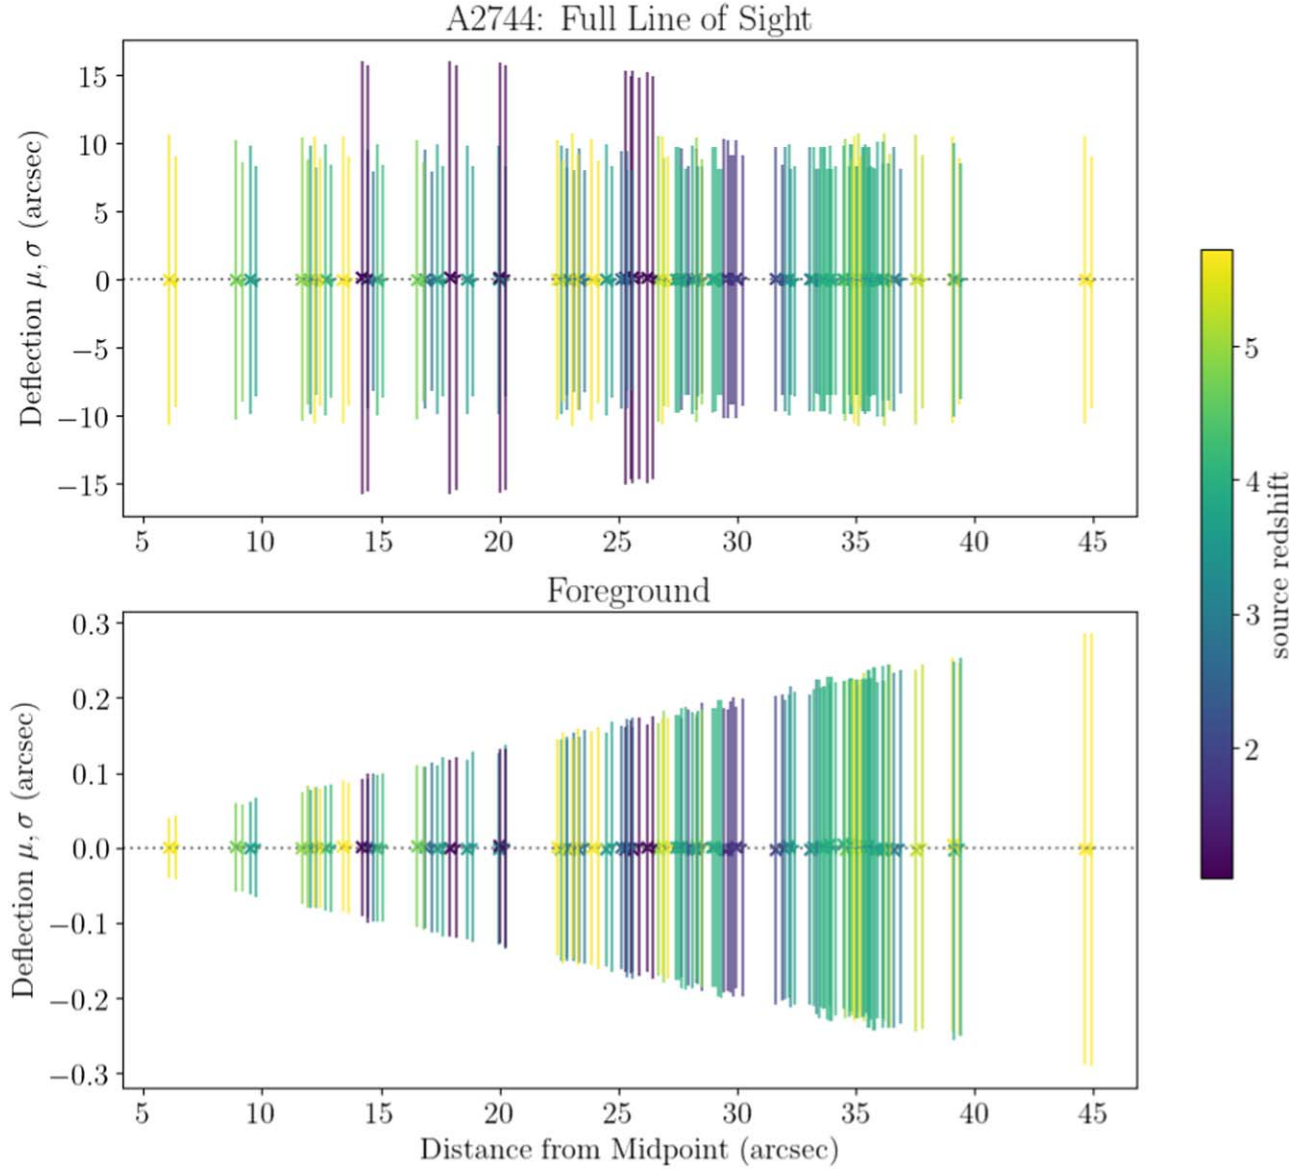 A2744: Full Line of Sight
Deflection μ, σ (arcsec)
15
10
5
0
−5
−10
−15
5 10 15 20 25 30 35 40 45
Foreground
Deflection μ, σ (arcsec)
0.3
0.2
0.1
0.0
−0.1
−0.2
−0.3
5 10 15 20 25 30 35 40 45
Distance from Midpoint (arcsec)
5
4
3
2
source redshift